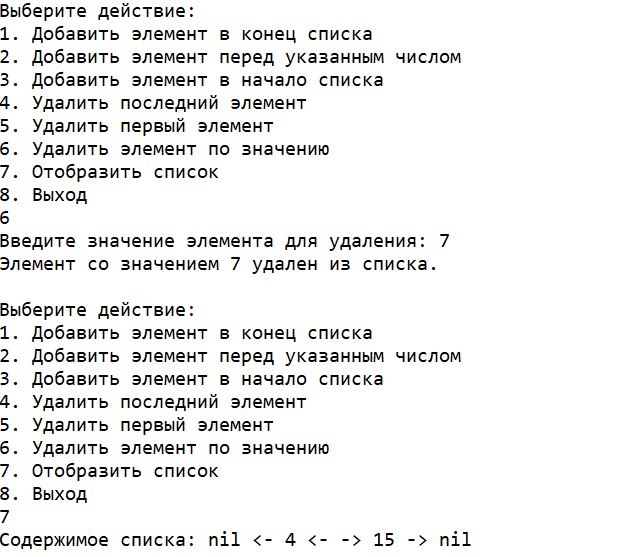 Выберите действие:
1. Добавить элемент в конец списка
2. Добавить элемент перед указанным числом
3. Добавить элемент в начало списка
4. Удалить последний элемент
5. Удалить первый элемент
6. Удалить элемент по значению
7. Отобразить список
8. Выход
6
Введите значение элемента для удаления: 7
Элемент со значением 7 удален из списка.
Выберите действие:
1. Добавить элемент в конец списка
2. Добавить элемент перед указанным числом
3. Добавить элемент в начало списка
4. Удалить последний элемент
5. Удалить первый элемент
6. Удалить элемент по значению
7. Отобразить список
8. Выход
7
Содержимое списка: nil <- 4 <- -> 15 -> nil